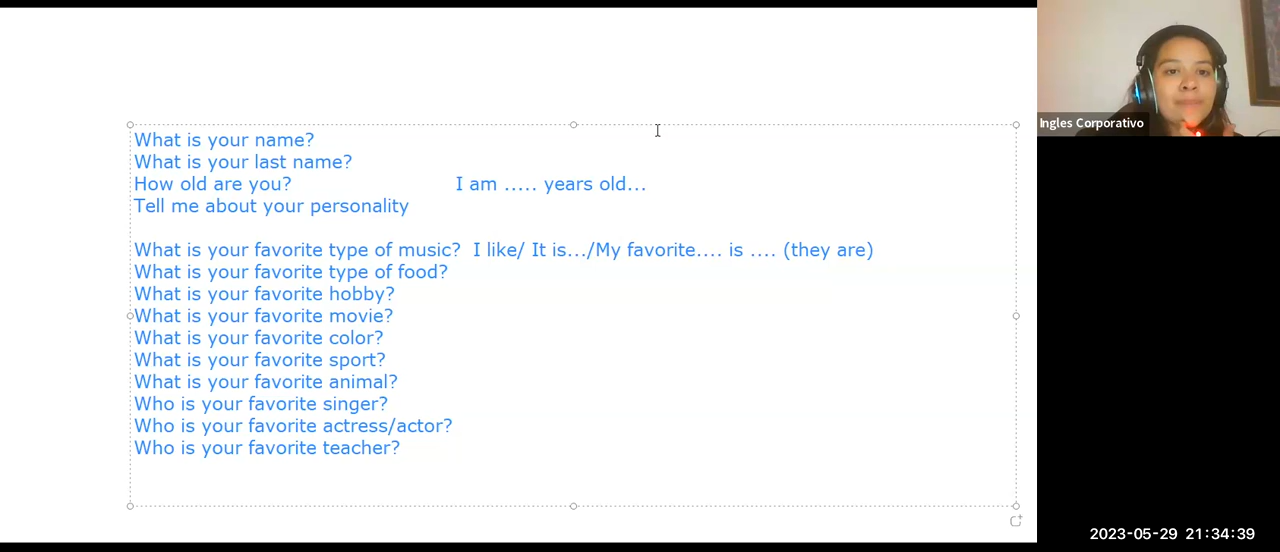 What is your name?
What is your last name?
How old are you? I am ..... years old...
Tell me about your personality
What is your favorite type of music? I like/ It is.../My favorite.... is .... (they are)
What is your favorite type of food?
What is your favorite hobby?
What is your favorite movie?
What is your favorite color?
What is your favorite sport?
What is your favorite animal?
Who is your favorite singer?
Who is your favorite actress/actor?
Who is your favorite teacher?
Ingles Corporativo
2023-05-29 21:34:39